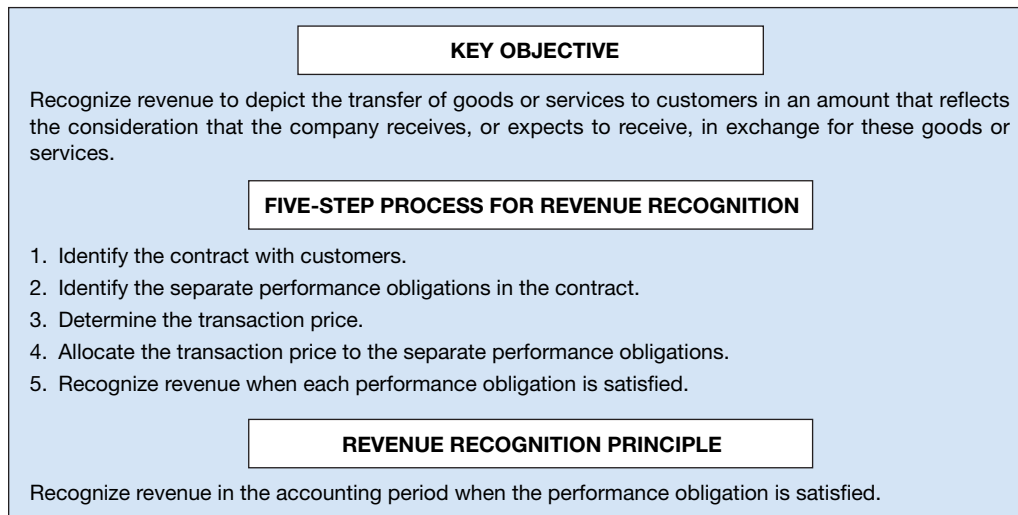 KEY OBJECTIVE
Recognize revenue to depict the transfer of goods or services to customers in an amount that reflects
the consideration that the company receives, or expects to receive, in exchange for these goods or
services.
FIVE-STEP PROCESS FOR REVENUE RECOGNITION
1. Identify the contract with customers.
2. Identify the separate performance obligations in the contract.
3. Determine the transaction price.
4. Allocate the transaction price to the separate performance obligations.
5. Recognize revenue when each performance obligation is satisfied.
REVENUE RECOGNITION PRINCIPLE
Recognize revenue in the accounting period when the performance obligation is satisfied.